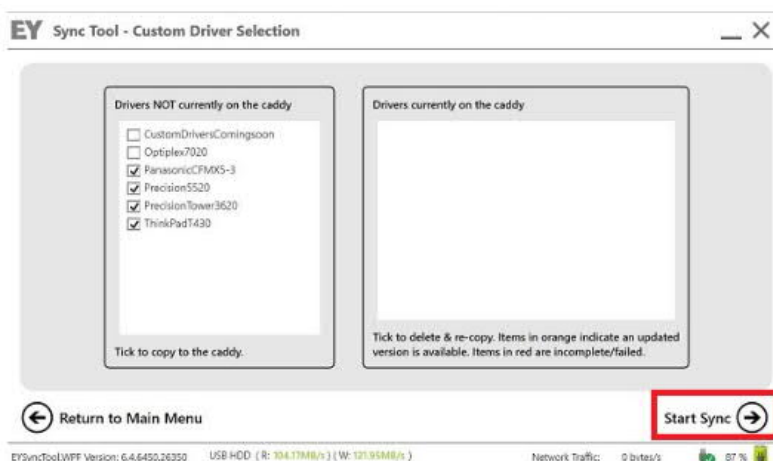 EY Sync Tool - Custom Driver Selection
Drivers NOT currently on the caddy
CustomDriversComingsoon
Optiplex7020
PanasonicCFMX5-3
Precision5520
PrecisionTower3620
ThinkPadT430
Tick to copy to the caddy.
Drivers currently on the caddy
Tick to delete & re-copy. Items in orange indicate an updated
version is available. Items in red are incomplete/failed.
Return to Main Menu
Start Sync
EYSyncTool.WPF Version: 6.4.6450.26350 USB HDD ( R: 104.17MB/s ) ( W: 121.95MB/s ) Network Traffic: 0 bytes/s 87 %